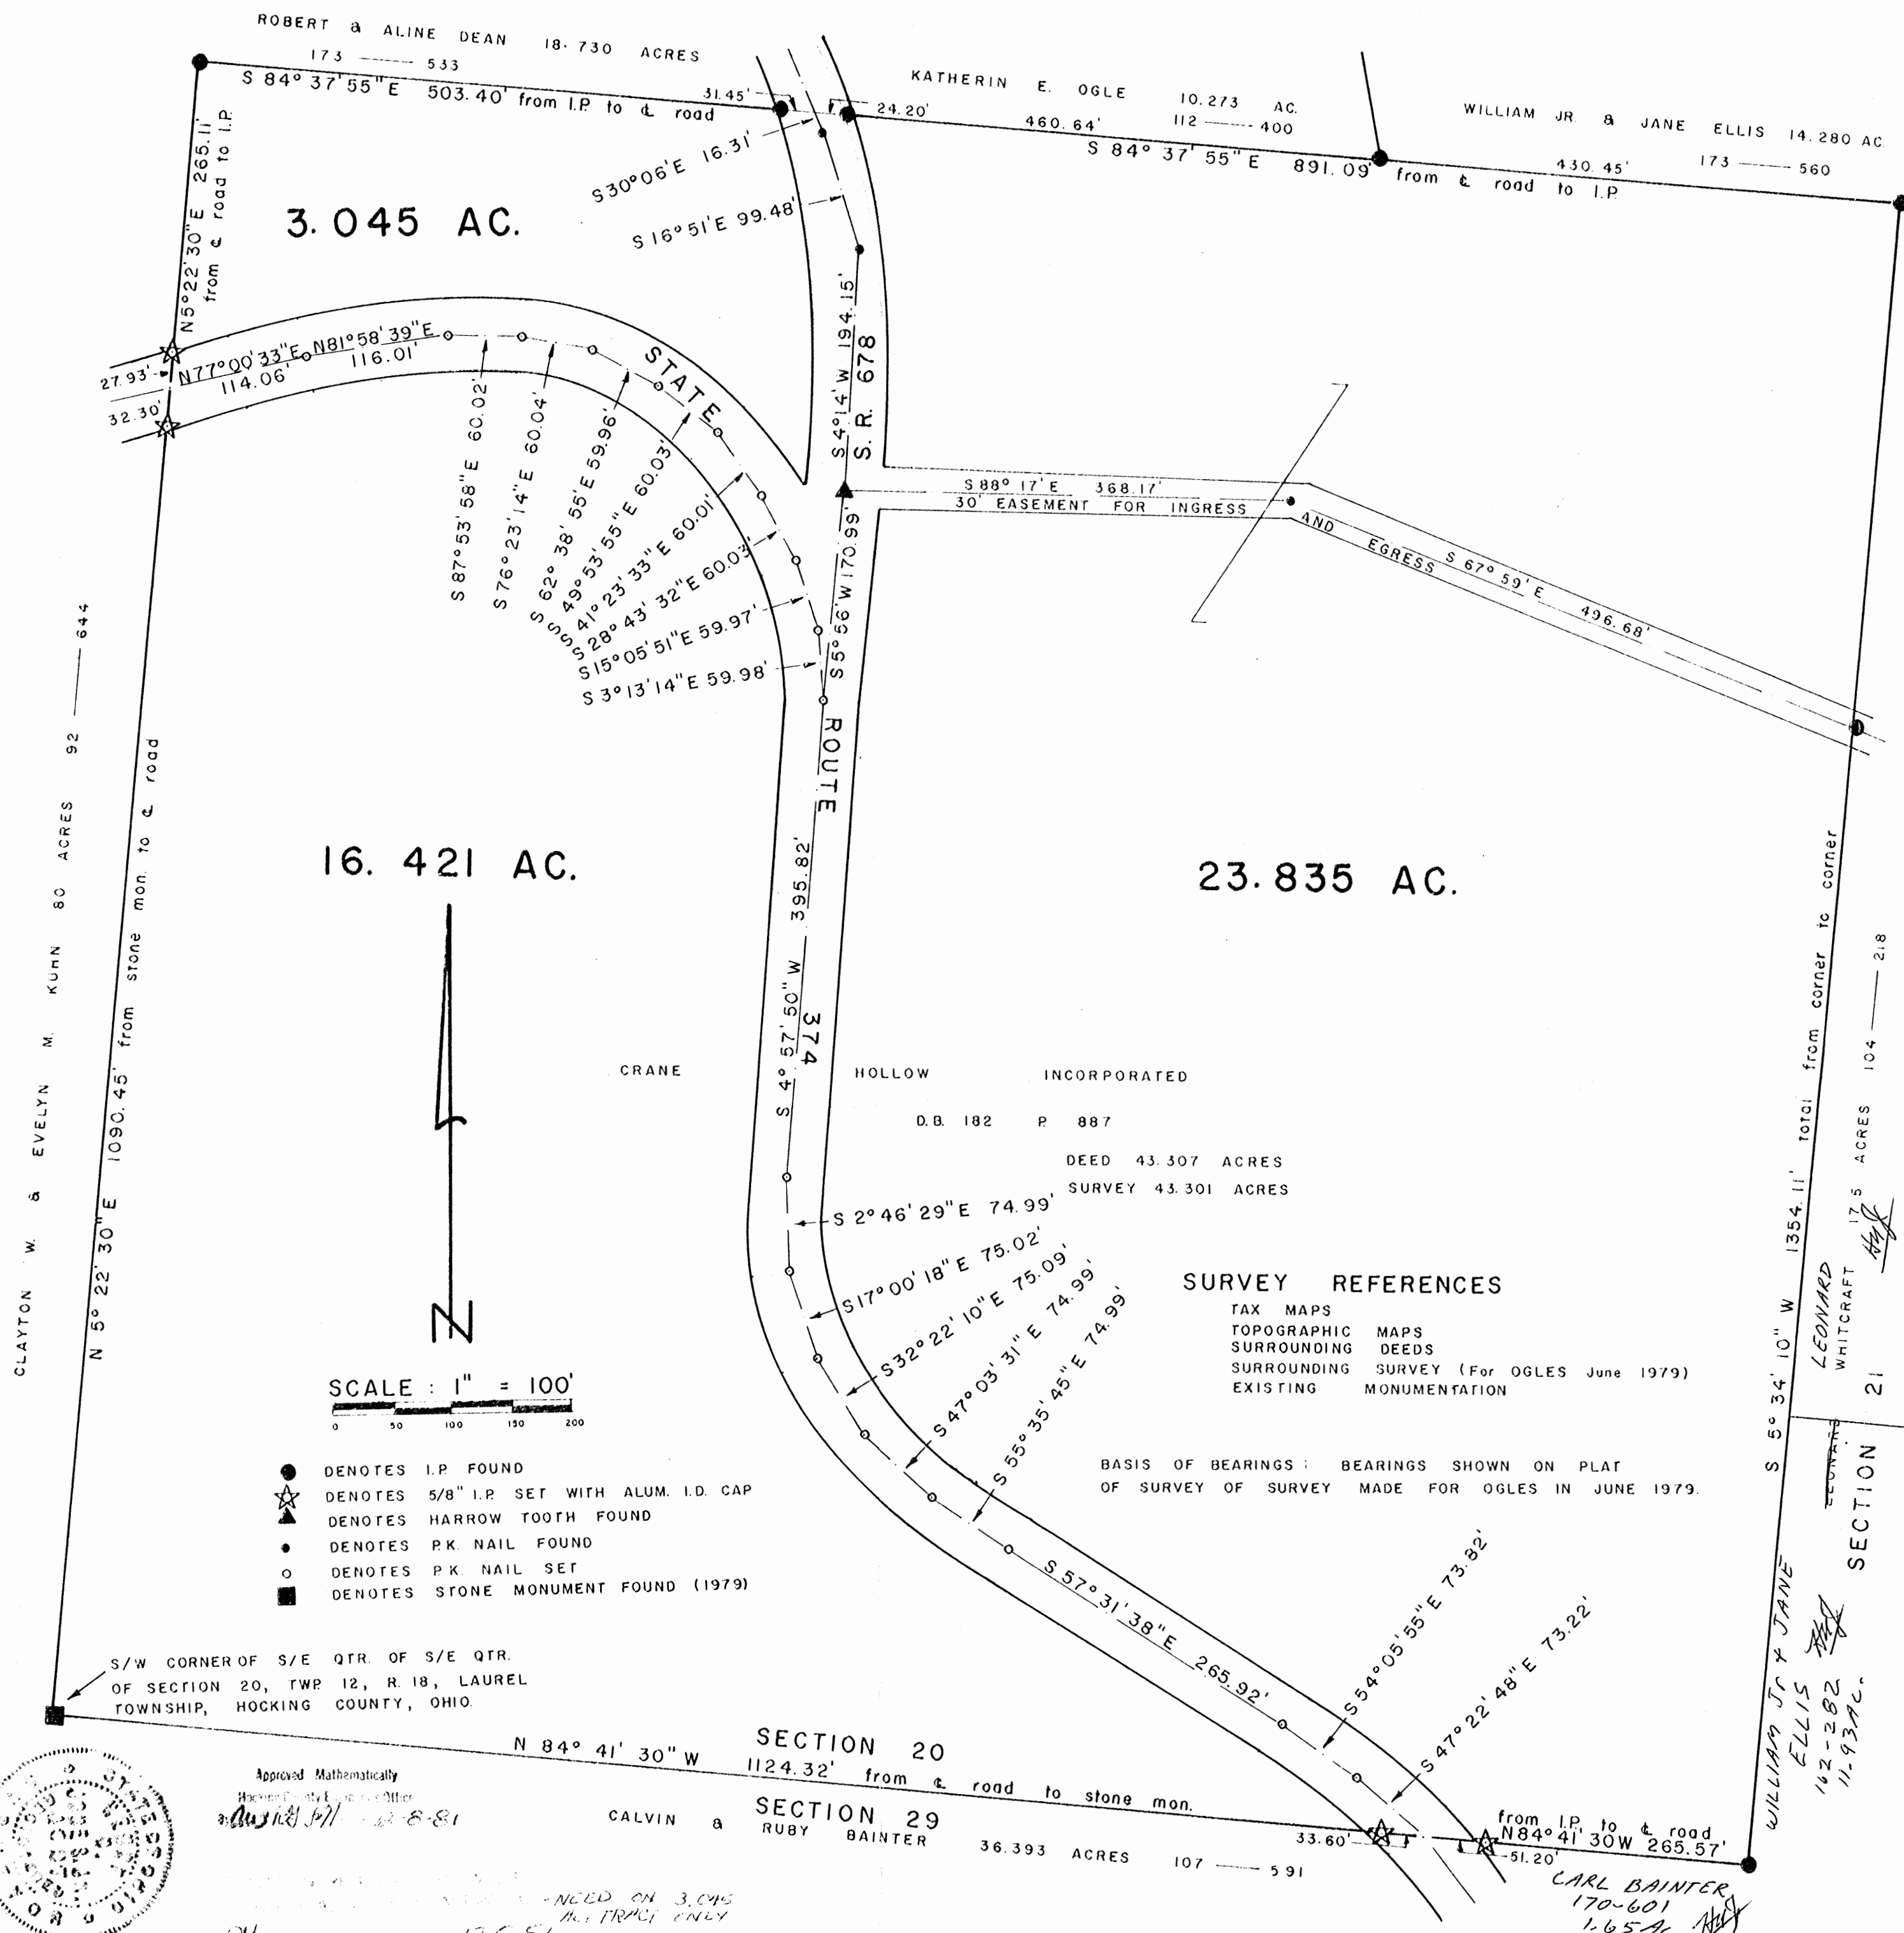 ROBERT & ALINE DEAN 18.730 ACRES
173 —— 533
S 84° 37' 55" E 503.40' from I.P. to ℄ road
31.45'
24.20'
KATHERIN E. OGLE 10.273 AC.
460.64' 112 —— 400
S 84° 37' 55" E 891.09' from ℄ road to I.P.
WILLIAM JR. & JANE ELLIS 14.280 AC.
430.45' 173 —— 560
N5° 22' 30" E 265.11'
from ℄ road to I.P.
3.045 AC.
S 30° 06' E 16.31'
S 16° 51' E 99.48'
S 4° 14' W 194.15'
S. R. 678
27.93'
32.30'
N77° 00' 33" E
114.06'
N81° 58' 39" E
116.01'
STATE
S 87° 53' 58" E 60.02'
S 76° 23' 14" E 60.04'
S 62° 38' 55' E 59.96'
S 49° 53' 55" E 60.03'
S 41° 23' 33" E 60.01'
S 28° 43' 32" E 60.03'
S 15° 05' 51" E 59.97'
S 3° 13' 14" E 59.98'
S 5° 56' W 170.99'
S 88° 17' E 368.17'
30' EASEMENT FOR INGRESS
AND EGRESS
S 67° 59' E 496.68'
ROUTE
374
S 4° 57' 50" W 395.82'
CLAYTON W. & EVELYN M. KUHN 80 ACRES 92 —— 644
N 5° 22' 30" E 1090.45' from stone mon. to ℄ road
16.421 AC.
23.835 AC.
N
CRANE HOLLOW INCORPORATED
D.B. 182 P. 887
DEED 43.307 ACRES
SURVEY 43.301 ACRES
S 2° 46' 29" E 74.99'
S 17° 00' 18" E 75.02'
S 32° 22' 10" E 75.09'
S 47° 03' 31" E 74.99'
S 55° 35' 45" E 74.99'
SURVEY REFERENCES
TAX MAPS
TOPOGRAPHIC MAPS
SURROUNDING DEEDS
SURROUNDING SURVEY (For OGLES June 1979)
EXISTING MONUMENTATION
BASIS OF BEARINGS : BEARINGS SHOWN ON PLAT
OF SURVEY OF SURVEY MADE FOR OGLES IN JUNE 1979.
SCALE : 1" = 100'
0 50 100 150 200
DENOTES I.P. FOUND
DENOTES 5/8" I.P. SET WITH ALUM. I.D. CAP
DENOTES HARROW TOOTH FOUND
DENOTES P.K. NAIL FOUND
DENOTES P.K. NAIL SET
DENOTES STONE MONUMENT FOUND (1979)
S/W CORNER OF S/E QTR. OF S/E QTR.
OF SECTION 20, TWP. 12, R. 18, LAUREL
TOWNSHIP, HOCKING COUNTY, OHIO.
S 57° 31' 38" E 265.92'
S 54° 05' 55" E 73.82'
S 47° 22' 48" E 73.22'
S 5° 34' 10" W 1354.11' total from corner to corner
LEONARD
WHITCRAFT 17.5 ACRES 104 —— 218
SECTION 21
LEONARD
WILLIAM Jr & JANE
ELLIS
162-282
11.93 AC.
N 84° 41' 30" W 1124.32' from ℄ road to stone mon.
SECTION 20
SECTION 29
CALVIN & RUBY BAINTER 36.393 ACRES 107 —— 591
33.60'
51.20'
from I.P. to ℄ road
N84° 41' 30W 265.57'
CARL BAINTER
170-601
1.65 Ac
Approved Mathematically
Hocking County Engineers Office
NEED ON 3.045
AC. TRACT ONLY
STATE OF OHIO